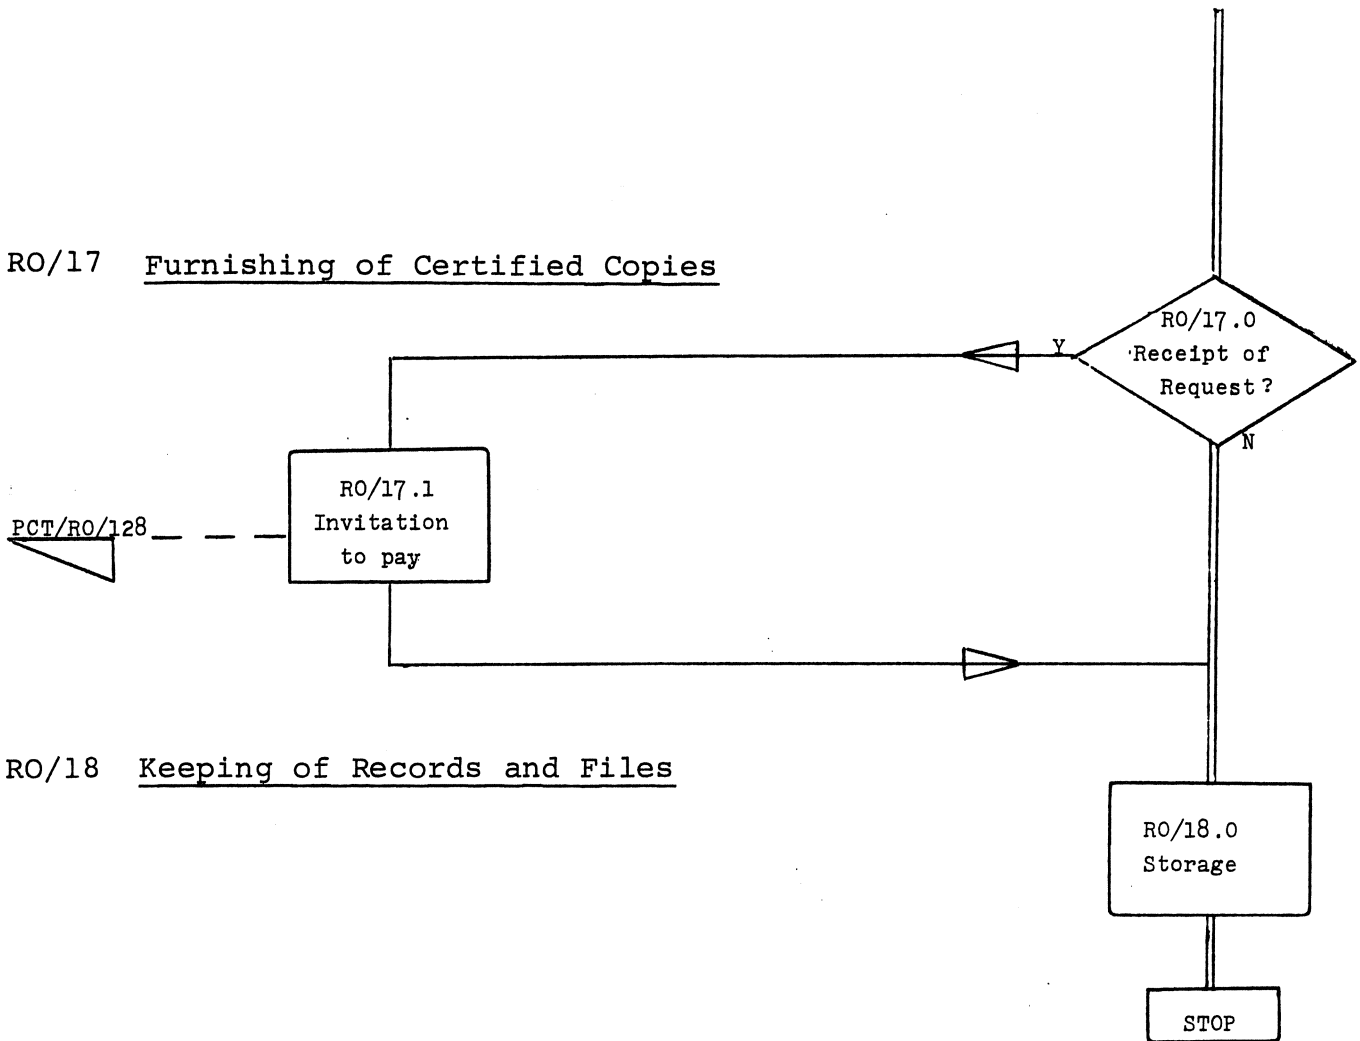 RO/17 Furnishing of Certified Copies
RO/17.0
Receipt of
Request?
Y
N
RO/17.1
Invitation
to pay
PCT/RO/128
RO/18 Keeping of Records and Files
RO/18.0
Storage
STOP